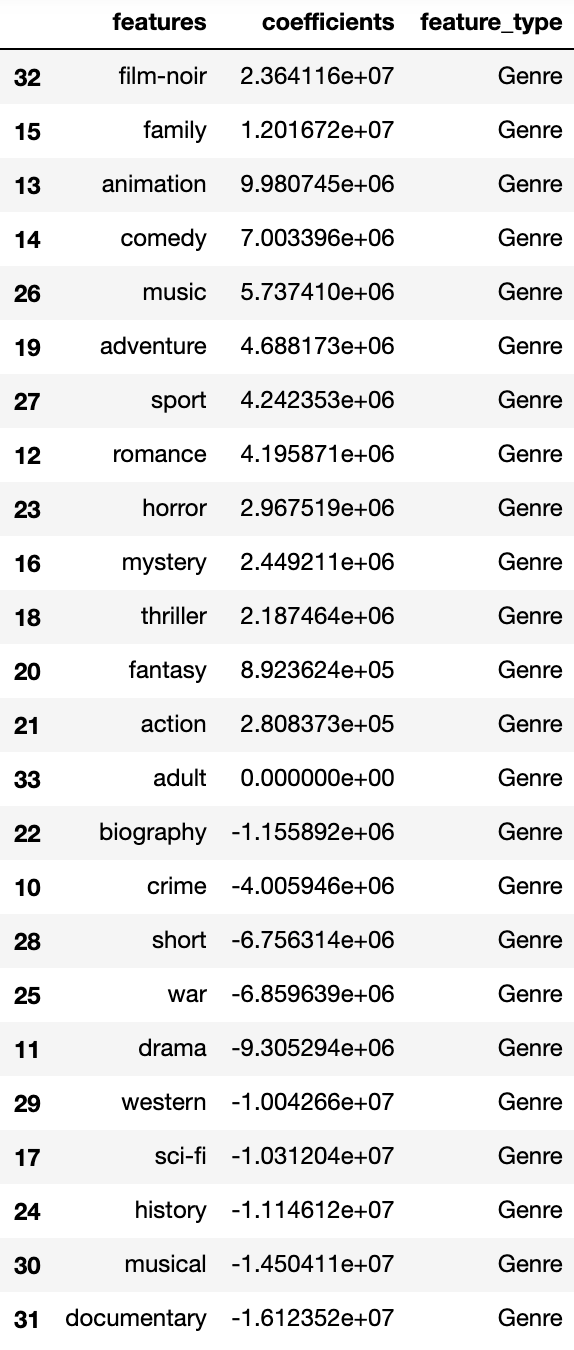 features coefficients feature_type
32 film-noir 2.364116e+07 Genre
15 family 1.201672e+07 Genre
13 animation 9.980745e+06 Genre
14 comedy 7.003396e+06 Genre
26 music 5.737410e+06 Genre
19 adventure 4.688173e+06 Genre
27 sport 4.242353e+06 Genre
12 romance 4.195871e+06 Genre
23 horror 2.967519e+06 Genre
16 mystery 2.449211e+06 Genre
18 thriller 2.187464e+06 Genre
20 fantasy 8.923624e+05 Genre
21 action 2.808373e+05 Genre
33 adult 0.000000e+00 Genre
22 biography -1.155892e+06 Genre
10 crime -4.005946e+06 Genre
28 short -6.756314e+06 Genre
25 war -6.859639e+06 Genre
11 drama -9.305294e+06 Genre
29 western -1.004266e+07 Genre
17 sci-fi -1.031204e+07 Genre
24 history -1.114612e+07 Genre
30 musical -1.450411e+07 Genre
31 documentary -1.612352e+07 Genre